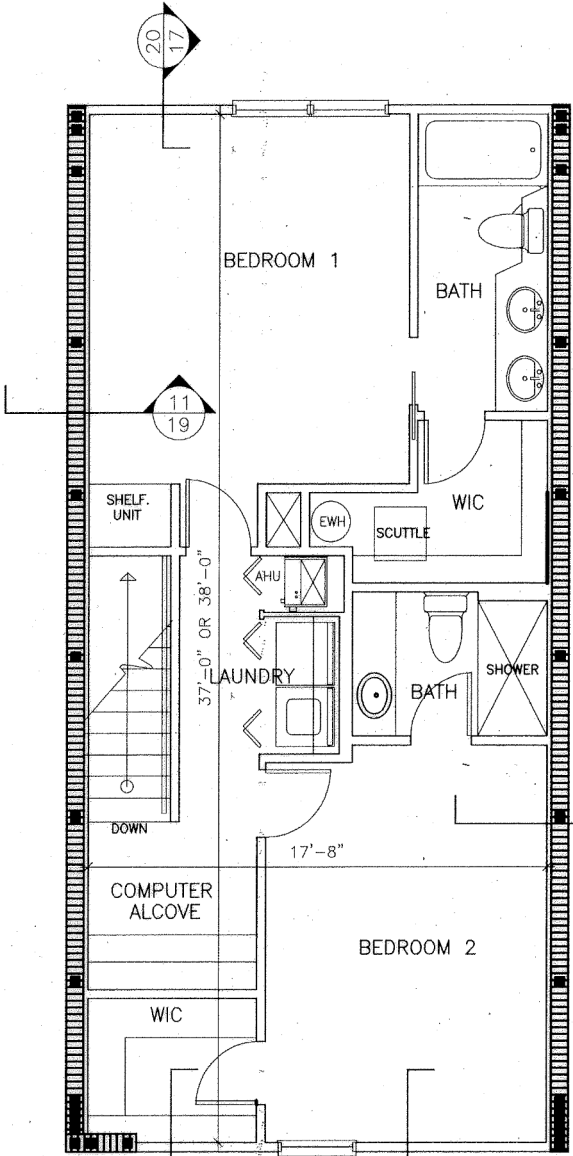 20
17
BEDROOM 1
BATH
11
19
SHELF.
UNIT
EWH
SCUTTLE
WIC
AHU
37'-0" OR 38'-0"
LAUNDRY
BATH
SHOWER
DOWN
17'-8"
COMPUTER
ALCOVE
BEDROOM 2
WIC